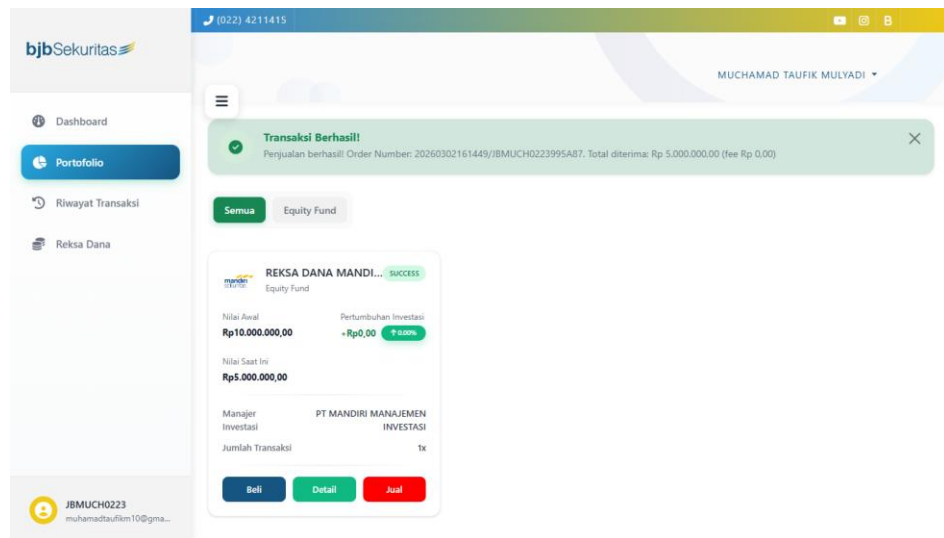 (022) 4211415
B
bjbSekuritas
MUCHAMAD TAUFIK MULYADI
Dashboard
Portofolio
Riwayat Transaksi
Reksa Dana
Transaksi Berhasil!
Penjualan berhasil! Order Number: 20260302161449/JBMUCH0223995A87. Total diterima: Rp 5.000.000,00 (fee Rp 0,00)
Semua
Equity Fund
mandiri
sekuritas
REKSA DANA MANDI...
SUCCESS
Equity Fund
Nilai Awal
Pertumbuhan Investasi
Rp10.000.000,00
+Rp0,00
0.00%
Nilai Saat Ini
Rp5.000.000,00
Manajer Investasi
PT MANDIRI MANAJEMEN INVESTASI
Jumlah Transaksi
1x
Beli
Detail
Jual
JBMUCH0223
muhamadtaufikm10@gma...